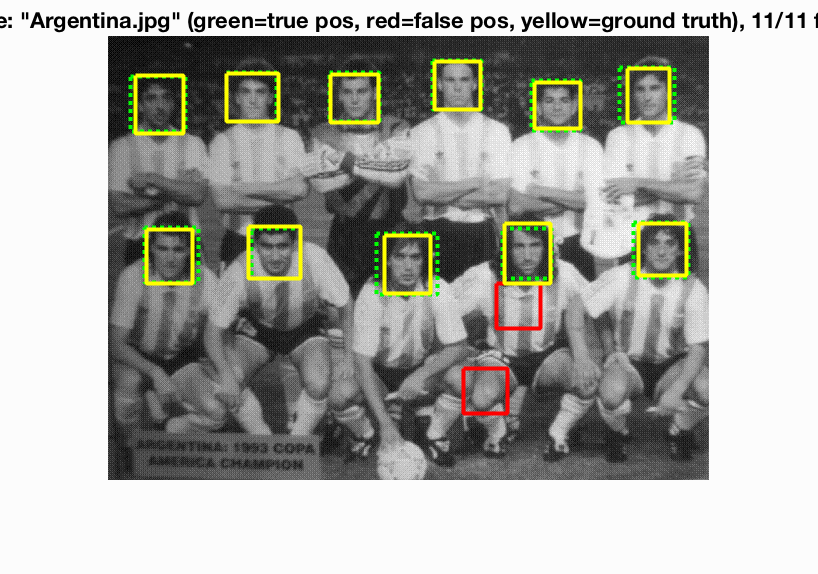 e: "Argentina.jpg" (green=true pos, red=false pos, yellow=ground truth), 11/11 f
ARGENTINA: 1993 COPA
AMERICA CHAMPION